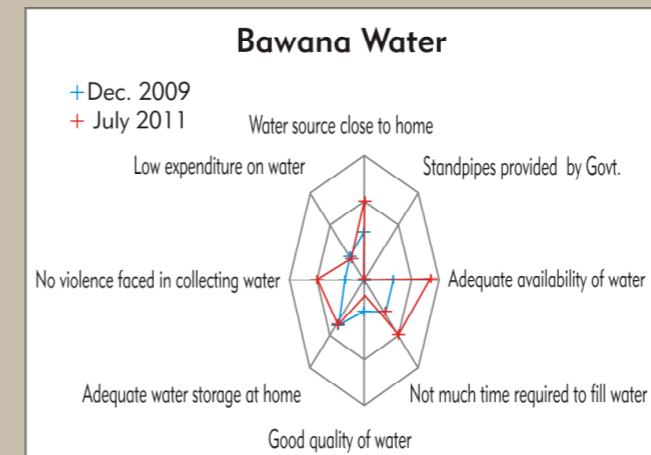 Bawana Water
+Dec. 2009
+ July 2011
Water source close to home
Low expenditure on water
Standpipes provided by Govt.
No violence faced in collecting water
Adequate availability of water
Adequate water storage at home
Not much time required to fill water
Good quality of water